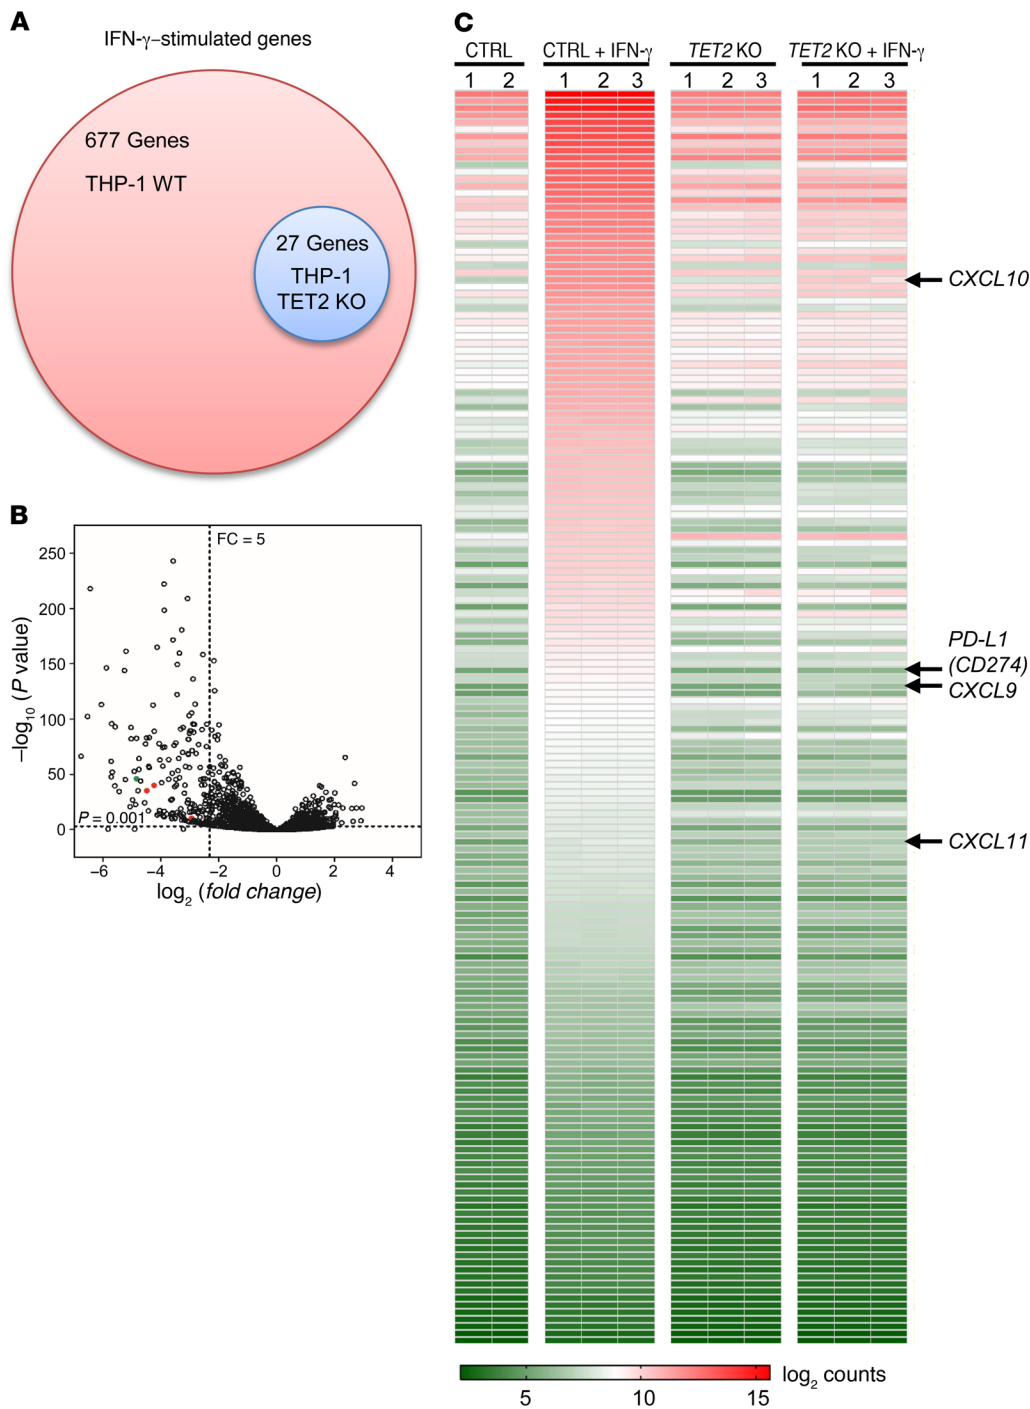 A
IFN-γ–stimulated genes
677 Genes
THP-1 WT
27 Genes
THP-1
TET2 KO
B
FC = 5
250
200
150
100
50
0
P = 0.001
–log10 (P value)
–6 –4 –2 0 2 4
log2 (fold change)
C
CTRL CTRL + IFN-γ TET2 KO TET2 KO + IFN-γ
1 2 1 2 3 1 2 3 1 2 3
CXCL10
PD-L1
(CD274)
CXCL9
CXCL11
log2 counts
5 10 15